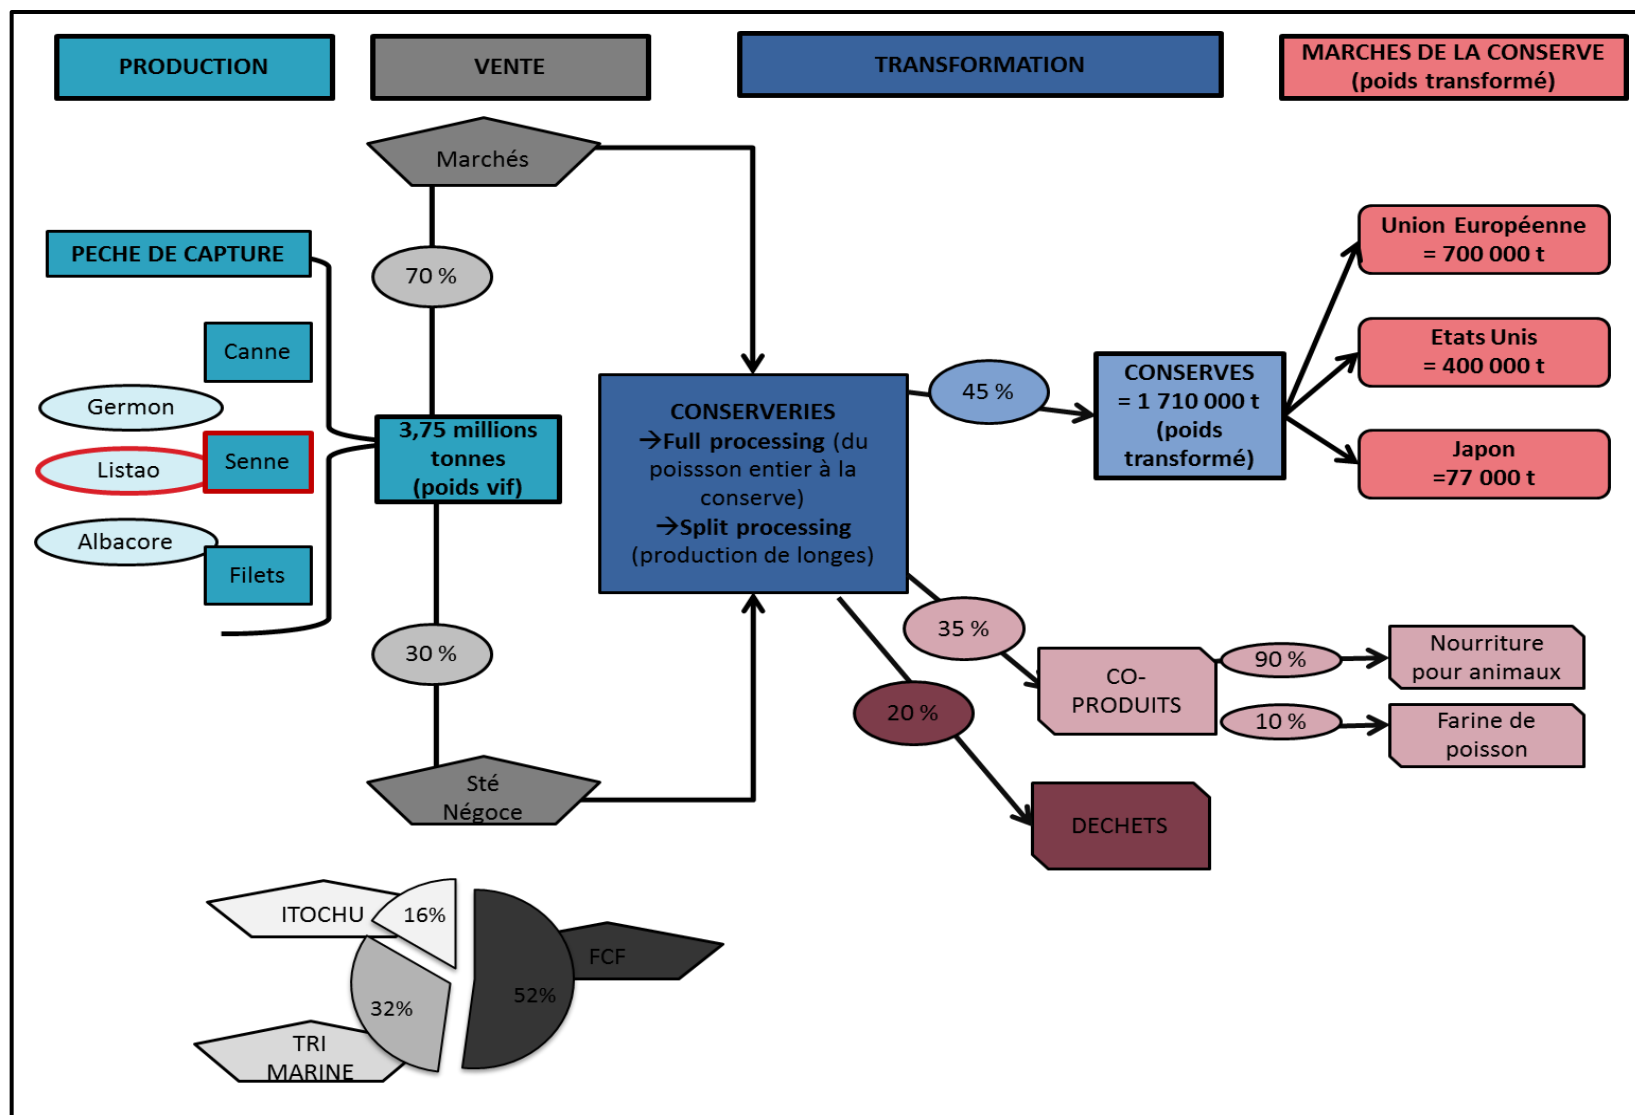 PRODUCTION
VENTE
TRANSFORMATION
MARCHES DE LA CONSERVE
(poids transformé)
Marchés
70 %
PECHE DE CAPTURE
Canne
Germon
Listao
Senne
Albacore
Filets
3,75 millions
tonnes
(poids vif)
30 %
Sté
Négoce
CONSERVERIES
→Full processing (du
poissson entier à la
conserve)
→Split processing
(production de longes)
45 %
CONSERVES
= 1 710 000 t
(poids
transformé)
Union Européenne
= 700 000 t
Etats Unis
= 400 000 t
Japon
=77 000 t
35 %
20 %
CO-
PRODUITS
90 %
10 %
Nourriture
pour animaux
Farine de
poisson
DECHETS
ITOCHU
16%
FCF
52%
32%
TRI
MARINE